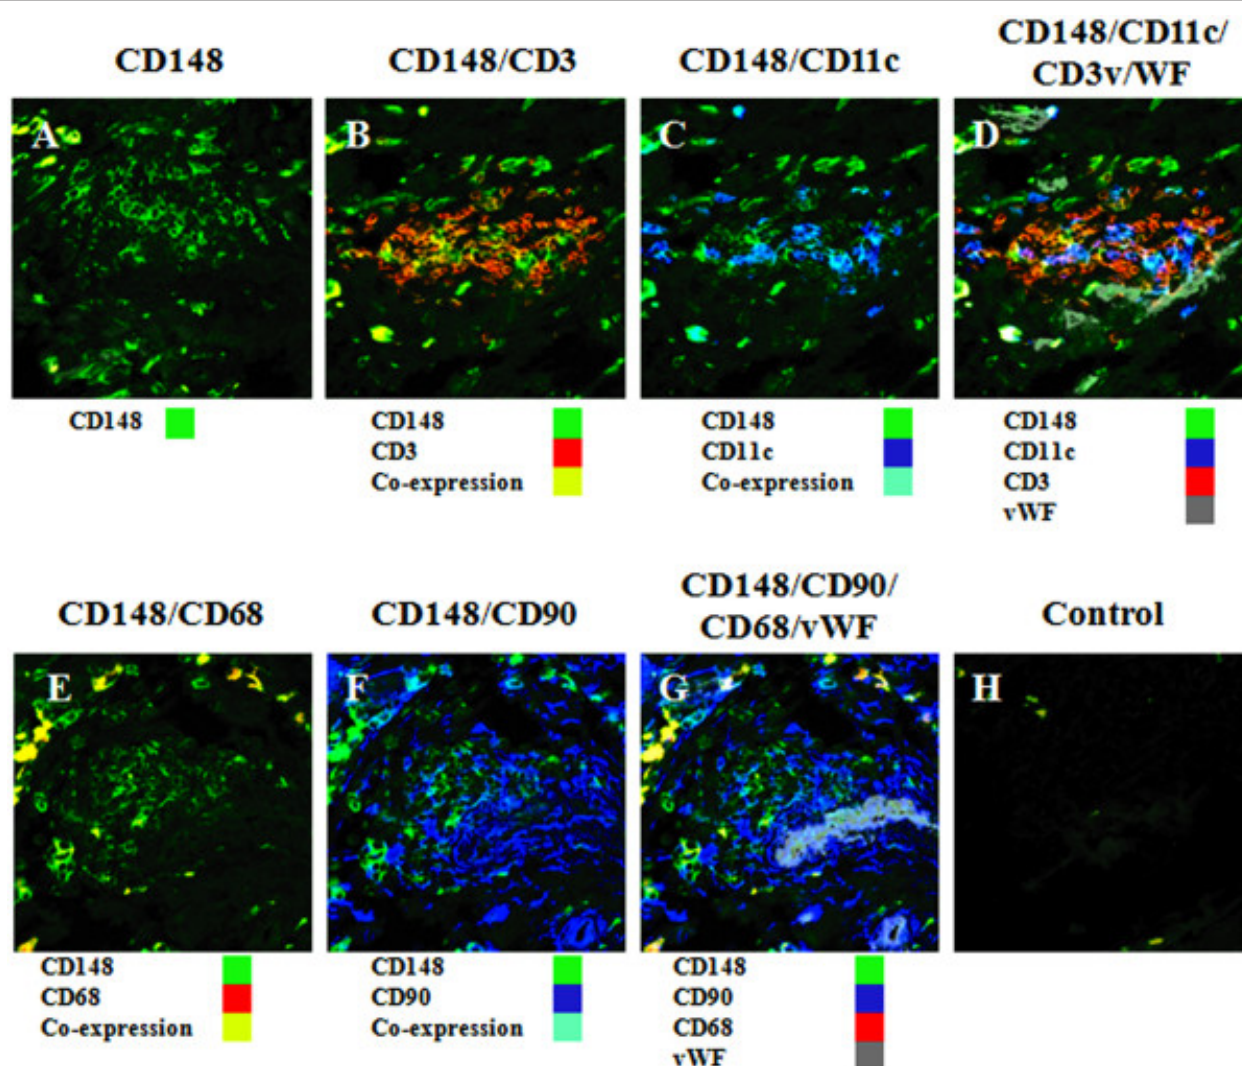 CD148
CD148/CD3
CD148/CD11c
CD148/CD11c/
CD3v/WF
A
B
C
D
CD148
CD148
CD3
Co-expression
CD148
CD11c
Co-expression
CD148
CD11c
CD3
vWF
CD148/CD68
CD148/CD90
CD148/CD90/
CD68/vWF
Control
E
F
G
H
CD148
CD68
Co-expression
CD148
CD90
Co-expression
CD148
CD90
CD68
vWF